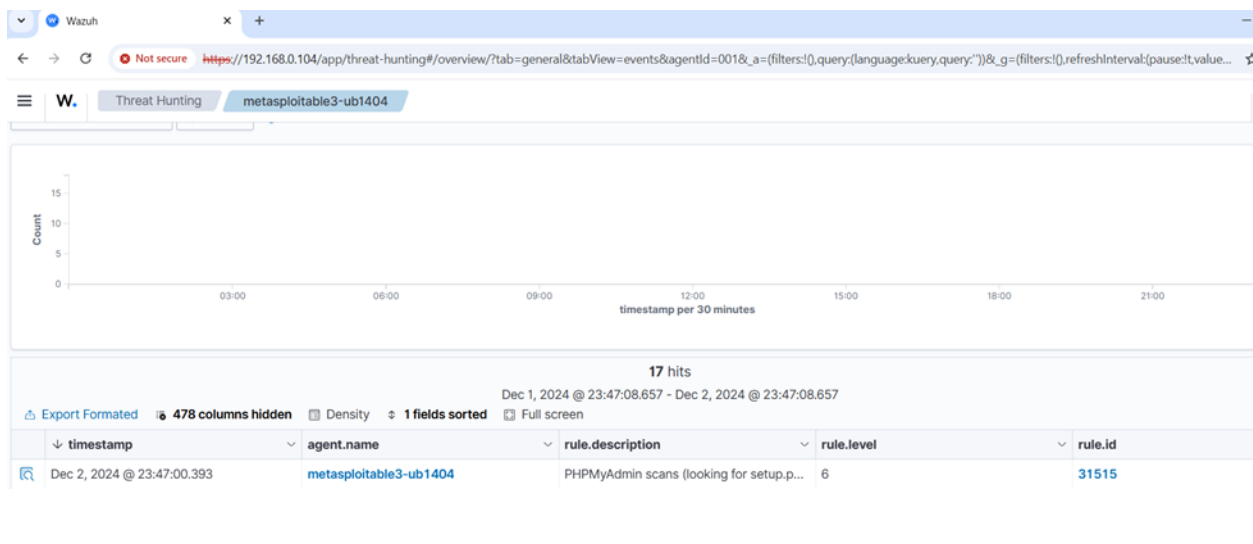 Wazuh
Not secure https://192.168.0.104/app/threat-hunting#/overview/?tab=general&tabView=events&agentId=001&_a=(filters:!(),query:(language:kuery,query:''))&_g=(filters:!(),refreshInterval:(pause:!t,value...
W. Threat Hunting metasploitable3-ub1404
15
10
5
0
Count
03:00 06:00 09:00 12:00 15:00 18:00 21:00
timestamp per 30 minutes
17 hits
Dec 1, 2024 @ 23:47:08.657 - Dec 2, 2024 @ 23:47:08.657
Export Formated 478 columns hidden Density 1 fields sorted Full screen
timestamp agent.name rule.description rule.level rule.id
Dec 2, 2024 @ 23:47:00.393 metasploitable3-ub1404 PHPMyAdmin scans (looking for setup.p... 6 31515